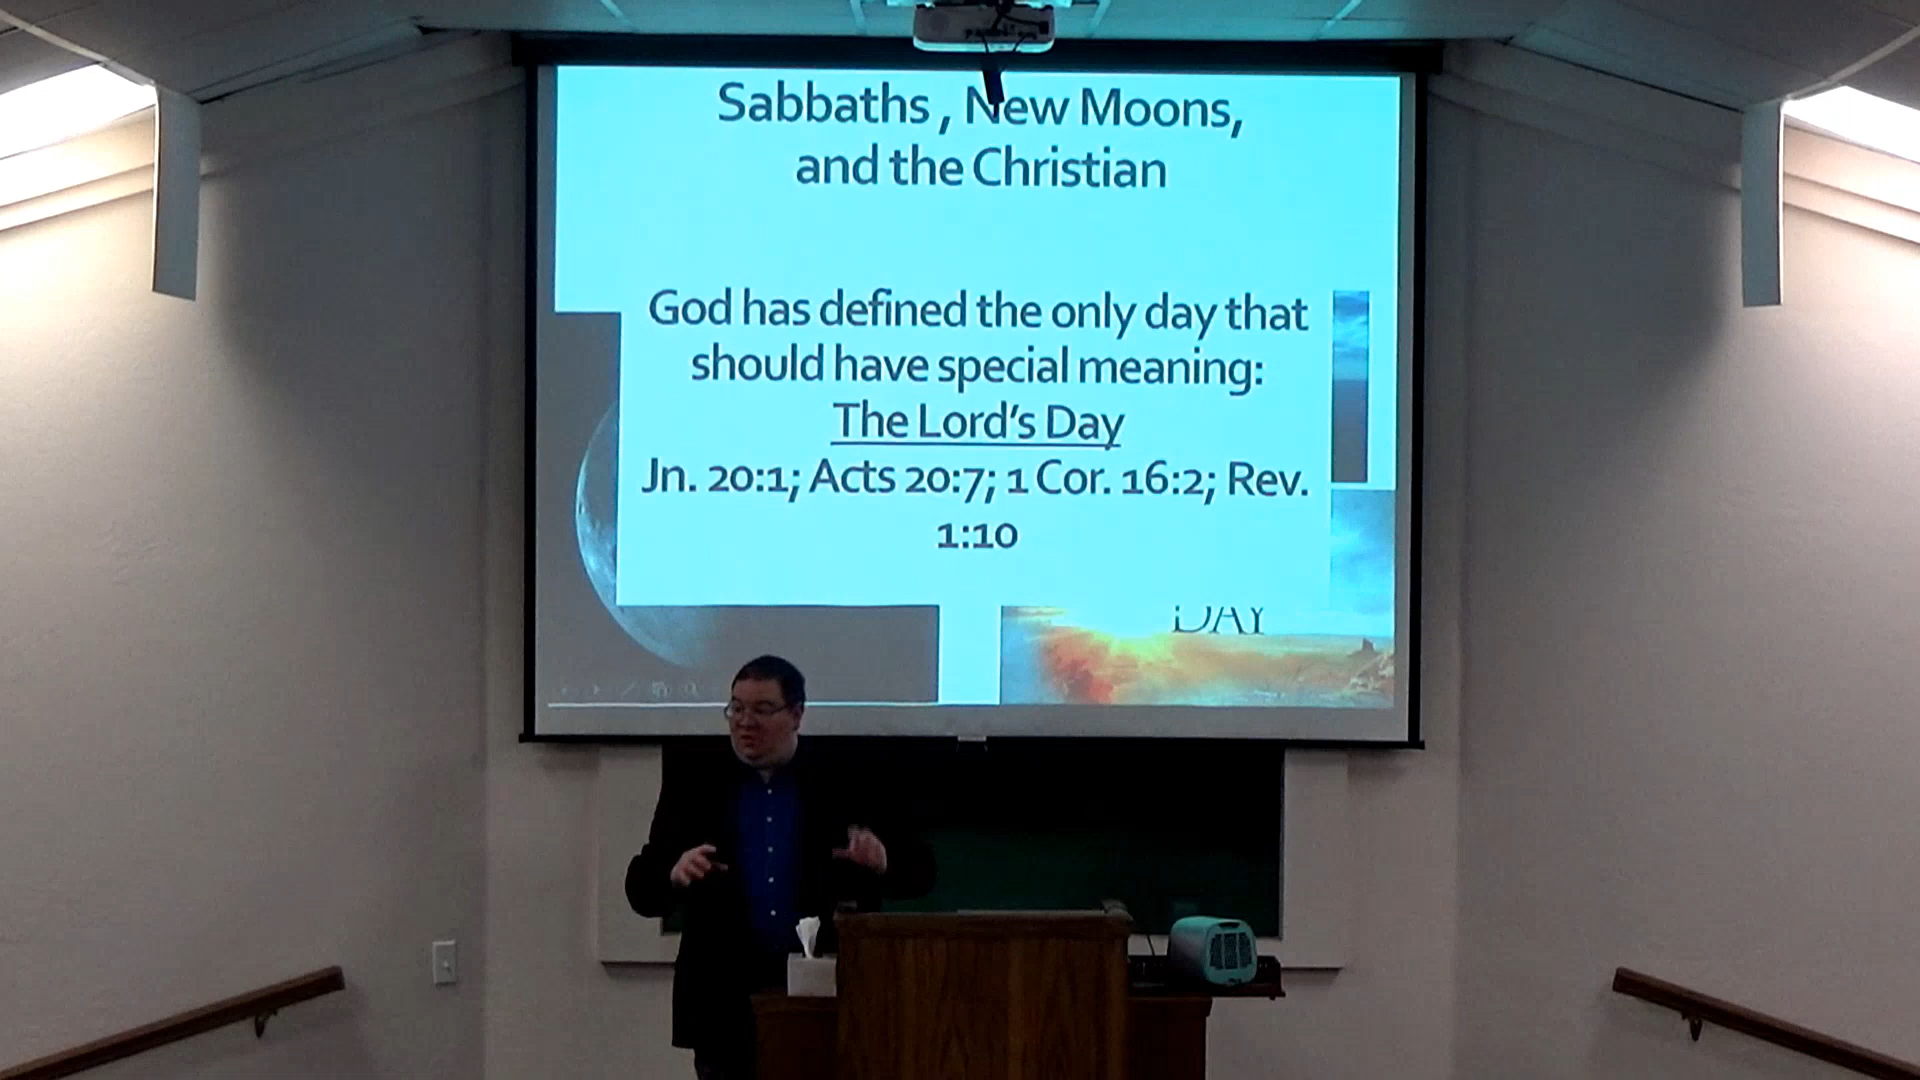 Sabbaths , New Moons,
and the Christian
God has defined the only day that
should have special meaning:
The Lord's Day
Jn. 20:1; Acts 20:7; 1 Cor. 16:2; Rev.
1:10
DAY